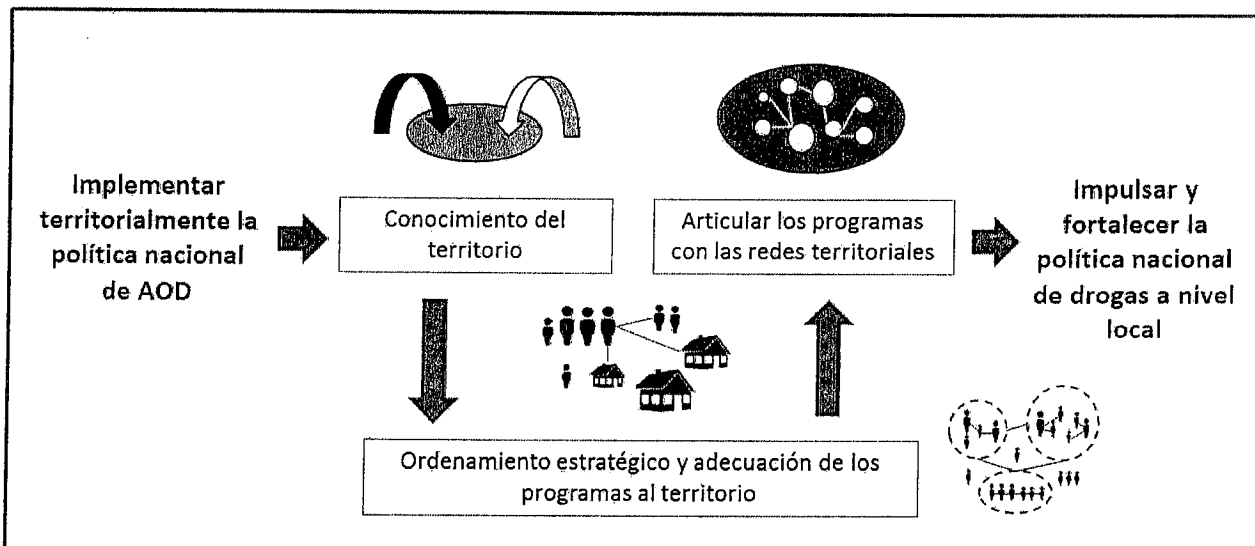 Implementar
territorialmente la
política nacional
de AOD
Conocimiento del
territorio
Articular los programas
con las redes territoriales
Impulsar y
fortalecer la
política nacional
de drogas a nivel
local
Ordenamiento estratégico y adecuación de los
programas al territorio